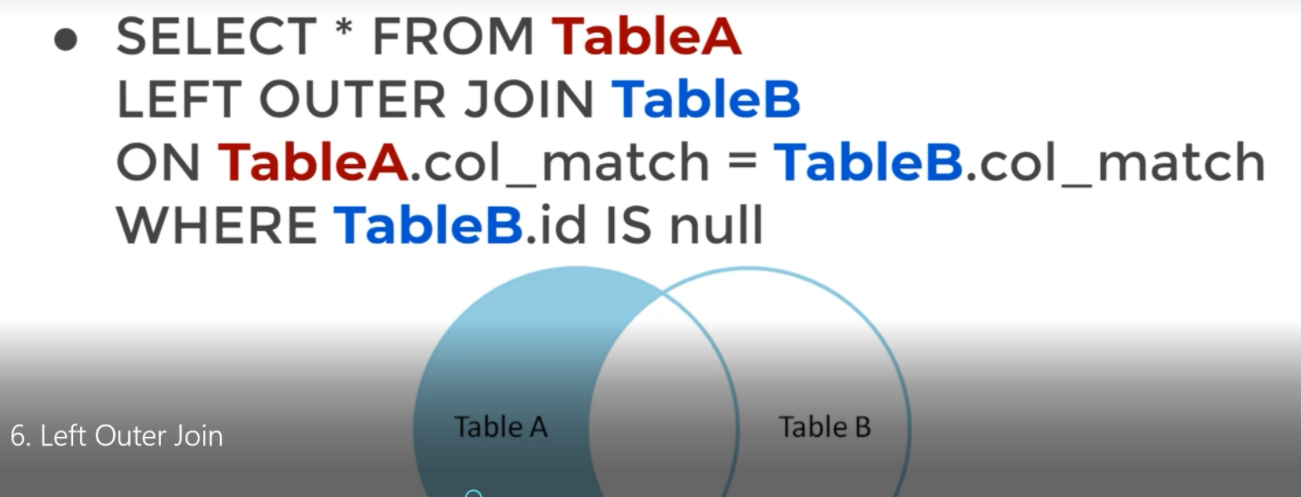 ● SELECT * FROM TableA
LEFT OUTER JOIN TableB
ON TableA.col_match = TableB.col_match
WHERE TableB.id IS null
Table A
Table B
6. Left Outer Join